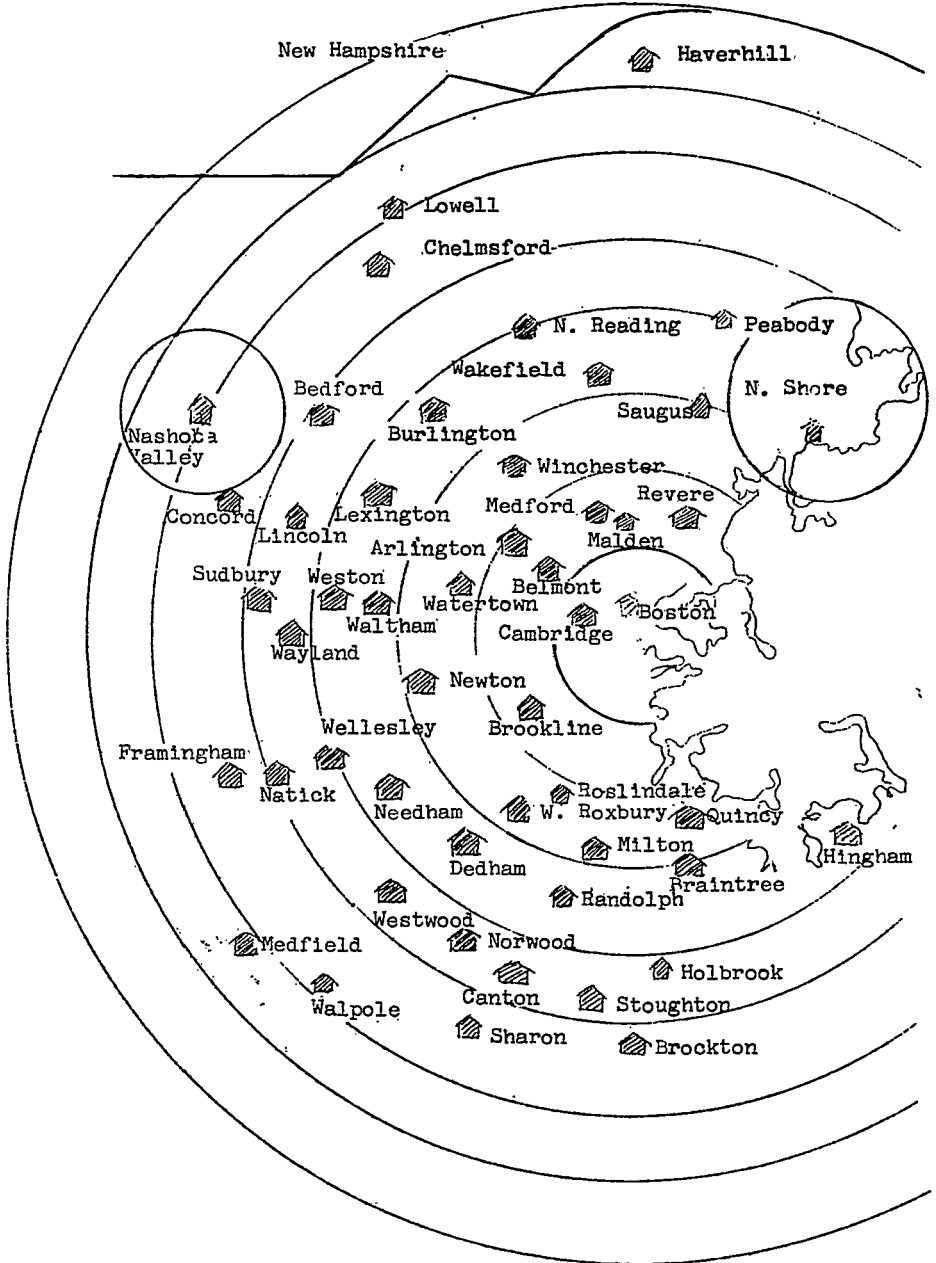 New Hampshire
Haverhill
Lowell
Chelmsford
N. Reading
Peabody
Wakefield
N. Shore
Bedford
Saugus
Burlington
Nashoba
Valley
Winchester
Concord
Lexington
Medford
Revere
Lincoln
Malden
Arlington
Sudbury
Weston
Belmont
Watertown
Boston
Waltham
Cambridge
Wayland
Newton
Brookline
Wellesley
Framingham
Natick
Needham
Roslindale
W. Roxbury
Quincy
Milton
Hingham
Dedham
Braintree
Randolph
Westwood
Medfield
Norwood
Holbrook
Canton
Stoughton
Walpole
Sharon
Brockton